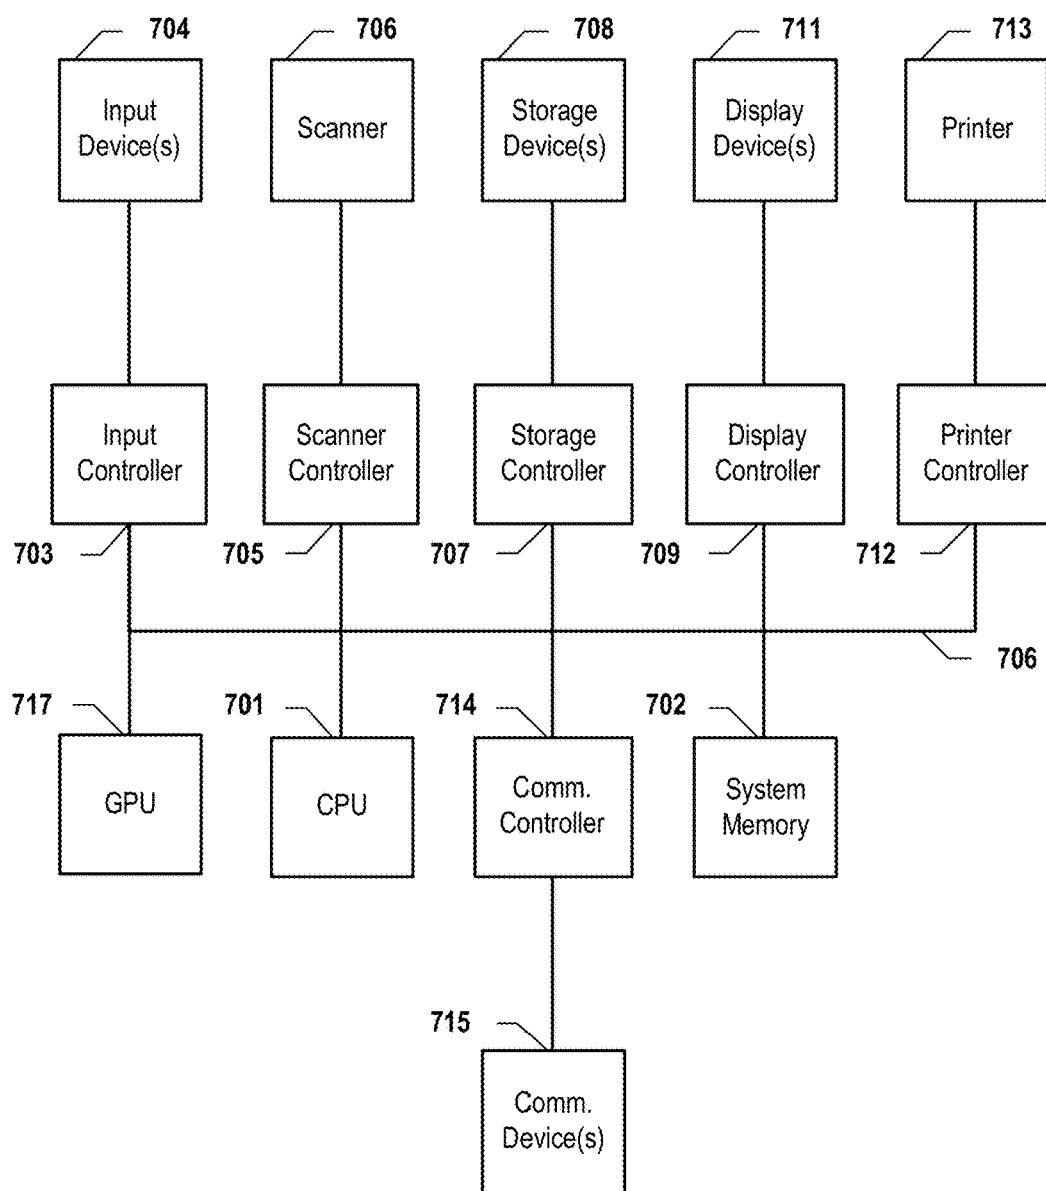 704
706
708
711
713
Input
Device(s)
Scanner
Storage
Device(s)
Display
Device(s)
Printer
Input
Controller
Scanner
Controller
Storage
Controller
Display
Controller
Printer
Controller
703
705
707
709
712
706
717
701
714
702
GPU
CPU
Comm.
Controller
System
Memory
715
Comm.
Device(s)